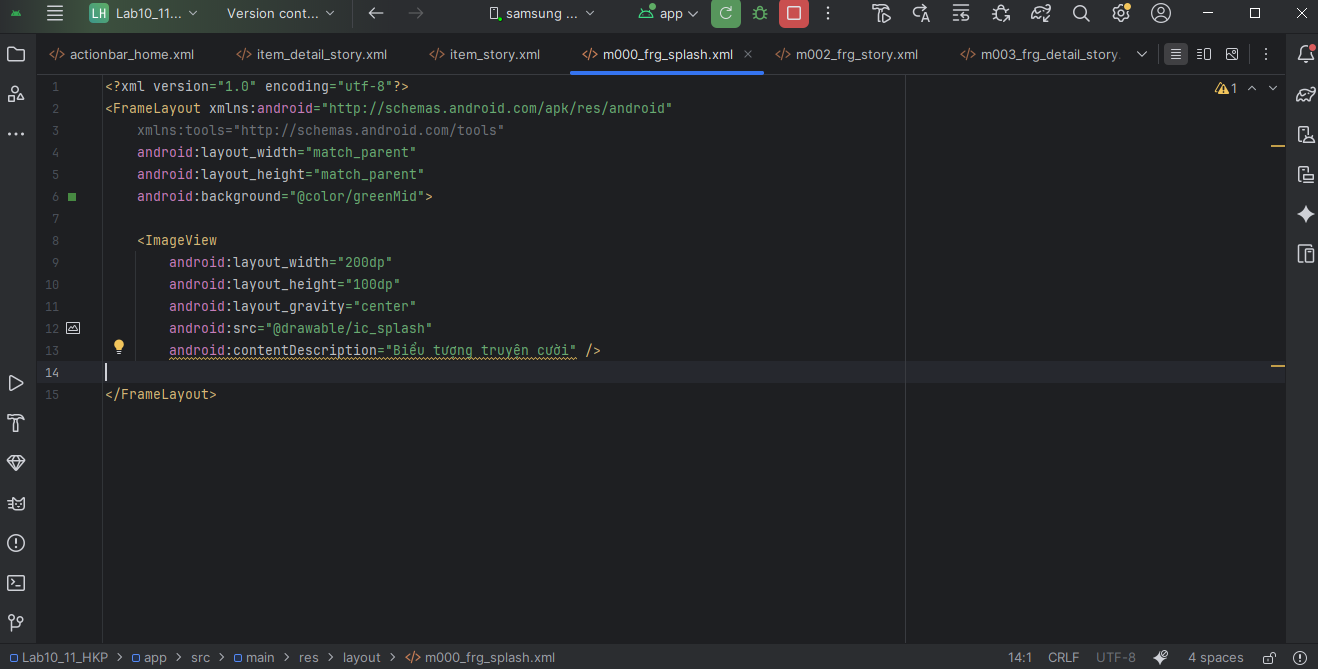 LH Lab10_11... Version cont... samsung ... app
actionbar_home.xml item_detail_story.xml item_story.xml m000_frg_splash.xml m002_frg_story.xml m003_frg_detail_story.
1 <?xml version="1.0" encoding="utf-8"?>
2 <FrameLayout xmlns:android="http://schemas.android.com/apk/res/android"
3 xmlns:tools="http://schemas.android.com/tools"
4 android:layout_width="match_parent"
5 android:layout_height="match_parent"
6 android:background="@color/greenMid">
7
8 <ImageView
9 android:layout_width="200dp"
10 android:layout_height="100dp"
11 android:layout_gravity="center"
12 android:src="@drawable/ic_splash"
13 android:contentDescription="Biểu tượng truyện cười" />
14
15 </FrameLayout>
1
Lab10_11_HKP > app > src > main > res > layout > m000_frg_splash.xml 14:1 CRLF UTF-8 4 spaces